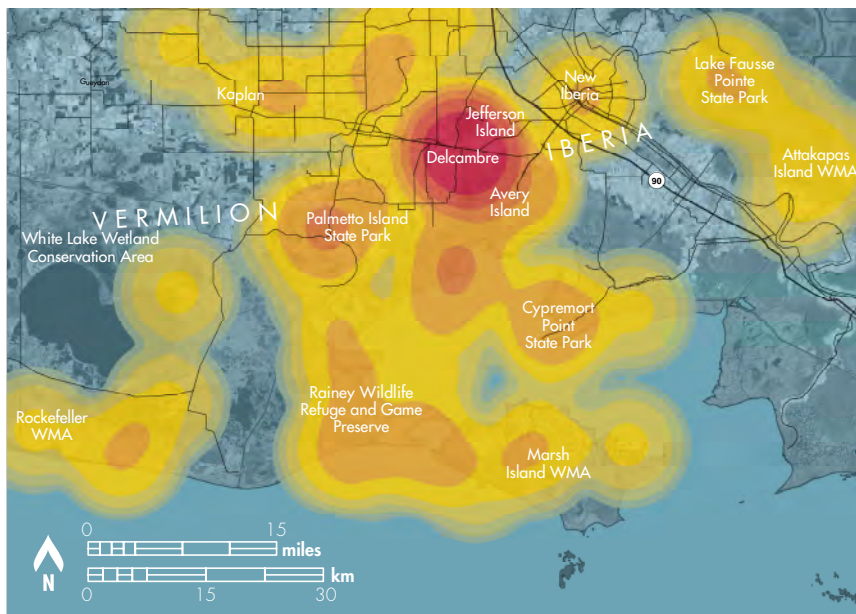 Gueydan
Kaplan
New
Iberia
Lake Fausse
Pointe
State Park
Jefferson
Island
Delcambre
IBERIA
Attakapas
Island WMA
90
Avery
Island
VERMILION
Palmetto Island
State Park
White Lake Wetland
Conservation Area
Cypremort
Point
State Park
Rainey Wildlife
Refuge and Game
Preserve
Rockefeller
WMA
Marsh
Island WMA
0 15
miles
N
km
0 15 30